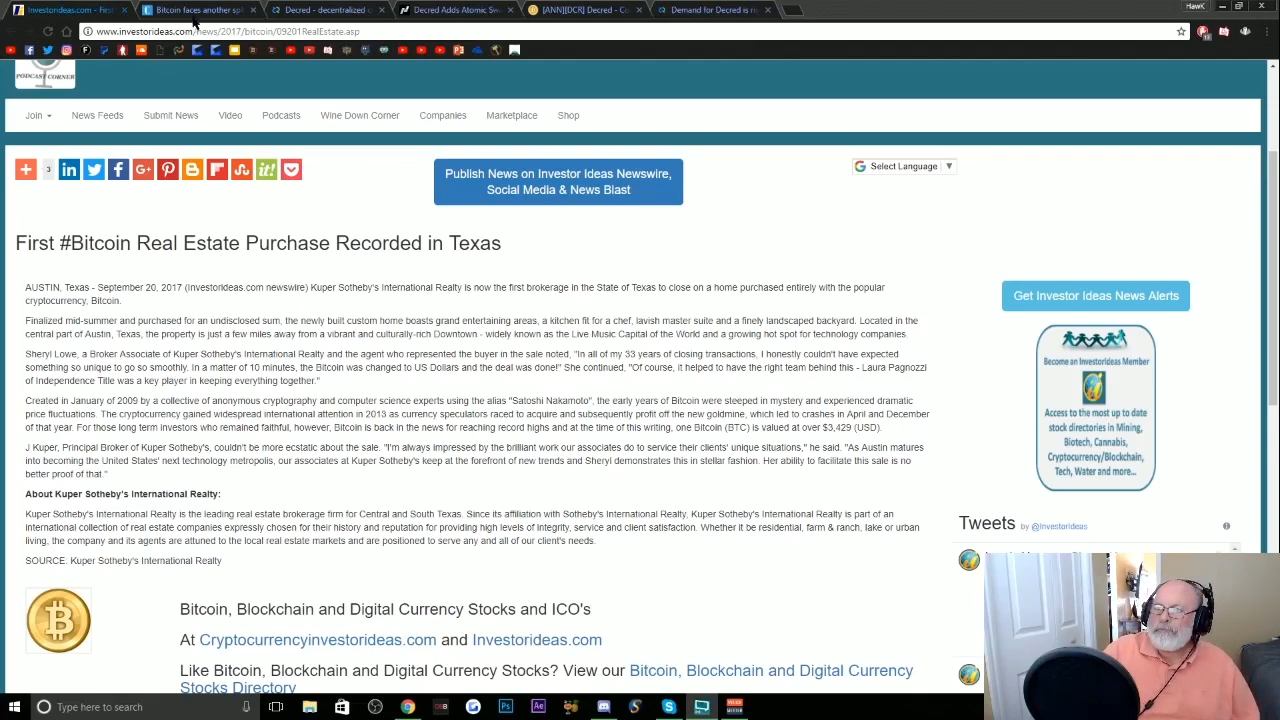 Investorideas.com - First
Bitcoin faces another spl
Decred - decentralized c
Decred Adds Atomic Sw
[ANN][DCR] Decred - Co
Demand for Decred is r
HawK
www.investorideas.com/news/2017/bitcoin/09201RealEstate.asp
PODCAST CORNER
Join
News Feeds
Submit News
Video
Podcasts
Wine Down Corner
Companies
Marketplace
Shop
3
Publish News on Investor Ideas Newswire,
Social Media & News Blast
Select Language
First #Bitcoin Real Estate Purchase Recorded in Texas
AUSTIN, Texas - September 20, 2017 (Investorideas.com newswire) Kuper Sotheby's International Realty is now the first brokerage in the State of Texas to close on a home purchased entirely with the popular
cryptocurrency, Bitcoin.
Finalized mid-summer and purchased for an undisclosed sum, the newly built custom home boasts grand entertaining areas, a kitchen fit for a chef, lavish master suite and a finely landscaped backyard. Located in the
central part of Austin, Texas, the property is just a few miles away from a vibrant and culturally-rich Downtown - widely known as the Live Music Capital of the World and a growing hot spot for technology companies.
Sheryl Lowe, a Broker Associate of Kuper Sotheby's International Realty and the agent who represented the buyer in the sale noted, "In all of my 33 years of closing transactions, I honestly couldn't have expected
something so unique to go so smoothly. In a matter of 10 minutes, the Bitcoin was changed to US Dollars and the deal was done!" She continued, "Of course, it helped to have the right team behind this - Laura Pagnozzi
of Independence Title was a key player in keeping everything together."
Created in January of 2009 by a collective of anonymous cryptography and computer science experts using the alias "Satoshi Nakamoto", the early years of Bitcoin were steeped in mystery and experienced dramatic
price fluctuations. The cryptocurrency gained widespread international attention in 2013 as currency speculators raced to acquire and subsequently profit off the new goldmine, which led to crashes in April and December
of that year. For those long term investors who remained faithful, however, Bitcoin is back in the news for reaching record highs and at the time of this writing, one Bitcoin (BTC) is valued at over $3,429 (USD).
J Kuper, Principal Broker of Kuper Sotheby's, couldn't be more ecstatic about the sale. "I'm always impressed by the brilliant work our associates do to service their clients' unique situations," he said. "As Austin matures
into becoming the United States' next technology metropolis, our associates at Kuper Sotheby's keep at the forefront of new trends and Sheryl demonstrates this in stellar fashion. Her ability to facilitate this sale is no
better proof of that."
About Kuper Sotheby's International Realty:
Kuper Sotheby's International Realty is the leading real estate brokerage firm for Central and South Texas. Since its affiliation with Sotheby's International Realty, Kuper Sotheby's International Realty is part of an
international collection of real estate companies expressly chosen for their history and reputation for providing high levels of integrity, service and client satisfaction. Whether it be residential, farm & ranch, lake or urban
living, the company and its agents are attuned to the local real estate markets and are positioned to serve any and all of our client's needs.
SOURCE: Kuper Sotheby's International Realty
Bitcoin, Blockchain and Digital Currency Stocks and ICO's
At Cryptocurrencyinvestorideas.com and Investorideas.com
Like Bitcoin, Blockchain and Digital Currency Stocks? View our Bitcoin, Blockchain and Digital Currency
Stocks Directory
Get Investor Ideas News Alerts
Become an InvestorIdeas
Member
Access to the most up to date
stock directories in Mining,
Biotech, Cannabis,
Cryptocurrency/Blockchain,
Tech, Water and more...
Tweets by @InvestorIdeas
Type here to search